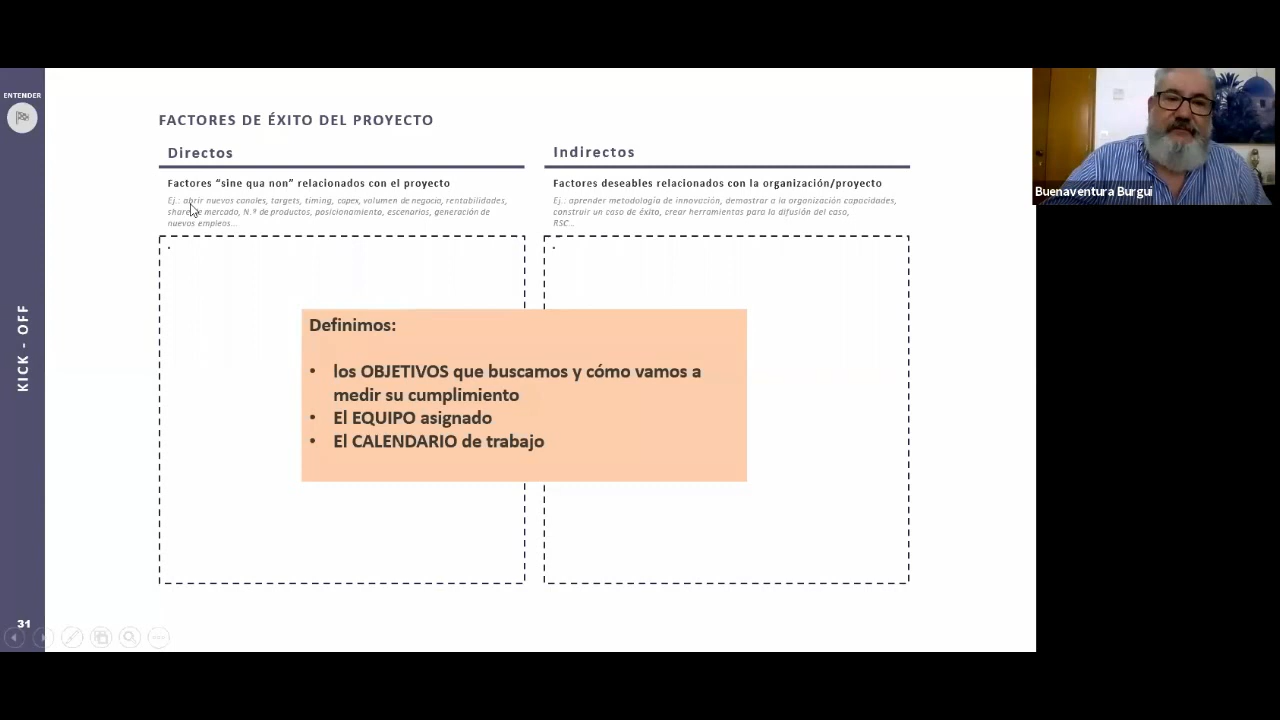 ENTENDER
KICK - OFF
31
FACTORES DE ÉXITO DEL PROYECTO
Directos
Factores “sine qua non” relacionados con el proyecto
Ej.: abrir nuevos canales, targets, timing, capex, volumen de negocio, rentabilidades,
share de mercado, N.º de productos, posicionamiento, escenarios, generación de
nuevos empleos...
Indirectos
Factores deseables relacionados con la organización/proyecto
Ej.: aprender metodología de innovación, demostrar a la organización capacidades,
construir un caso de éxito, crear herramientas para la difusión del caso,
RSC...
Definimos:
• los OBJETIVOS que buscamos y cómo vamos a
medir su cumplimiento
• El EQUIPO asignado
• El CALENDARIO de trabajo
Buenaventura Burguí